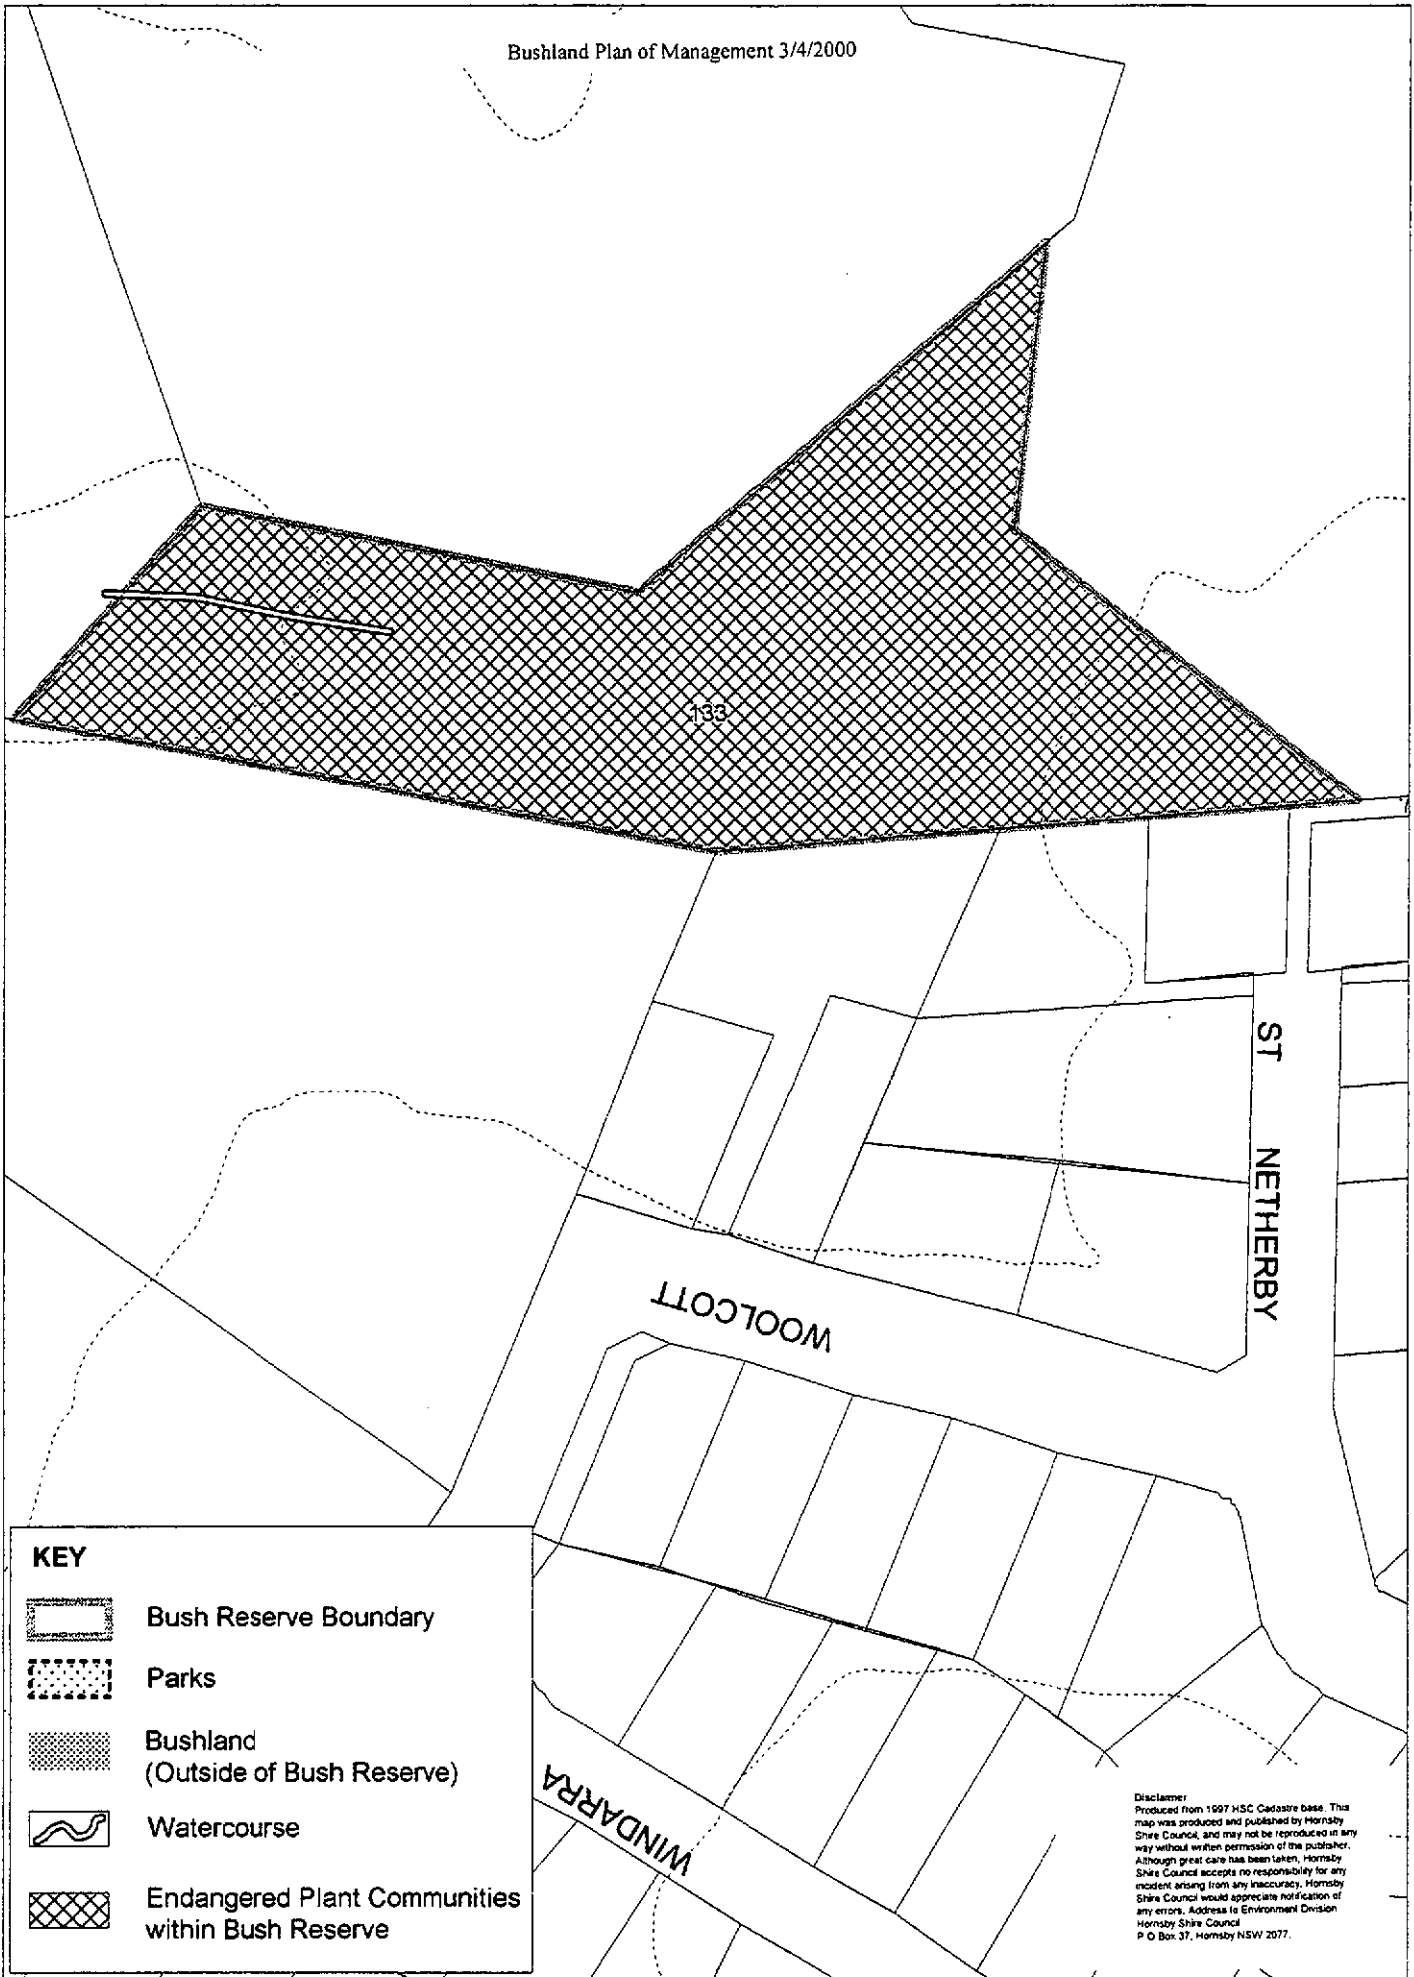 Bushland Plan of Management 3/4/2000
133
ST NETHERBY
WOOLCOTT
WINDARRA
KEY
Bush Reserve Boundary
Parks
Bushland
(Outside of Bush Reserve)
Watercourse
Endangered Plant Communities
within Bush Reserve
Disclaimer
Produced from 1997 HSC Cadastre base. This
map was produced and published by Hornsby
Shire Council, and may not be reproduced in any
way without written permission of the publisher.
Although great care has been taken, Hornsby
Shire Council accepts no responsibility for any
incident arising from any inaccuracy. Hornsby
Shire Council would appreciate notification of
any errors. Address to Environment Division
Hornsby Shire Council
P O Box 37, Hornsby NSW 2077.